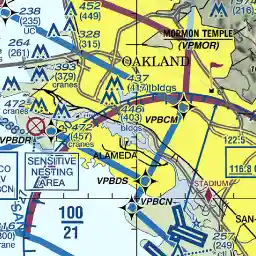 238
(235)
UC
452
(449)
264
(261)
328
(315)
MORMON TEMPLE
(VPMOR)
OAKLAND
393
(379)
cranes
437
(417)bldgs
446
(403)
bldgs
VPBCM
472
cranes
472
(457)
cranes
VPBDR
122.5
ALAMEDA
SENSITIVE
NESTING
AREA
VPBDS
116.8
STADIUM
VPBCN
100
21
SAN
257
(249)